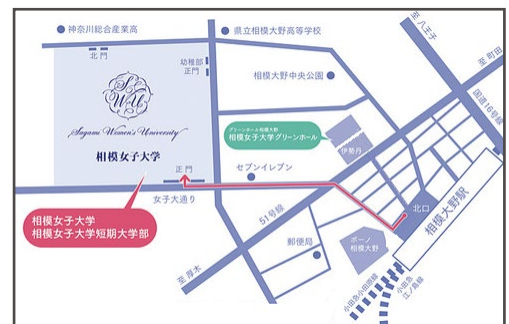 神奈川総合産業高
県立相模大野高等学校
至八王子
至町田
国道16号線
北門
幼稚部
正門
相模大野中央公園
SWU
Sagami Women's University
相模女子大学
グリーンホール相模大野
相模女子大学グリーンホール
伊勢丹
セブンイレブン
正門
女子大通り
相模女子大学
相模女子大学短期大学部
51号線
北口
相模大野駅
郵便局
ボーノ
相模大野
至厚木
小田急小田原線
小田急
江ノ島線